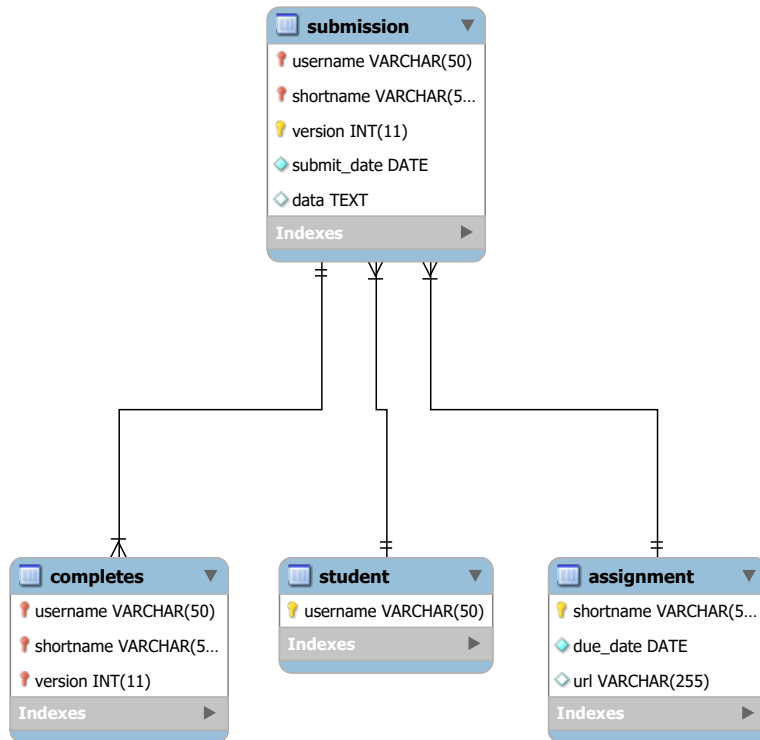 submission
username VARCHAR(50)
shortname VARCHAR(5...
version INT(11)
submit_date DATE
data TEXT
Indexes
completes
username VARCHAR(50)
shortname VARCHAR(5...
version INT(11)
Indexes
student
username VARCHAR(50)
Indexes
assignment
shortname VARCHAR(5...
due_date DATE
url VARCHAR(255)
Indexes